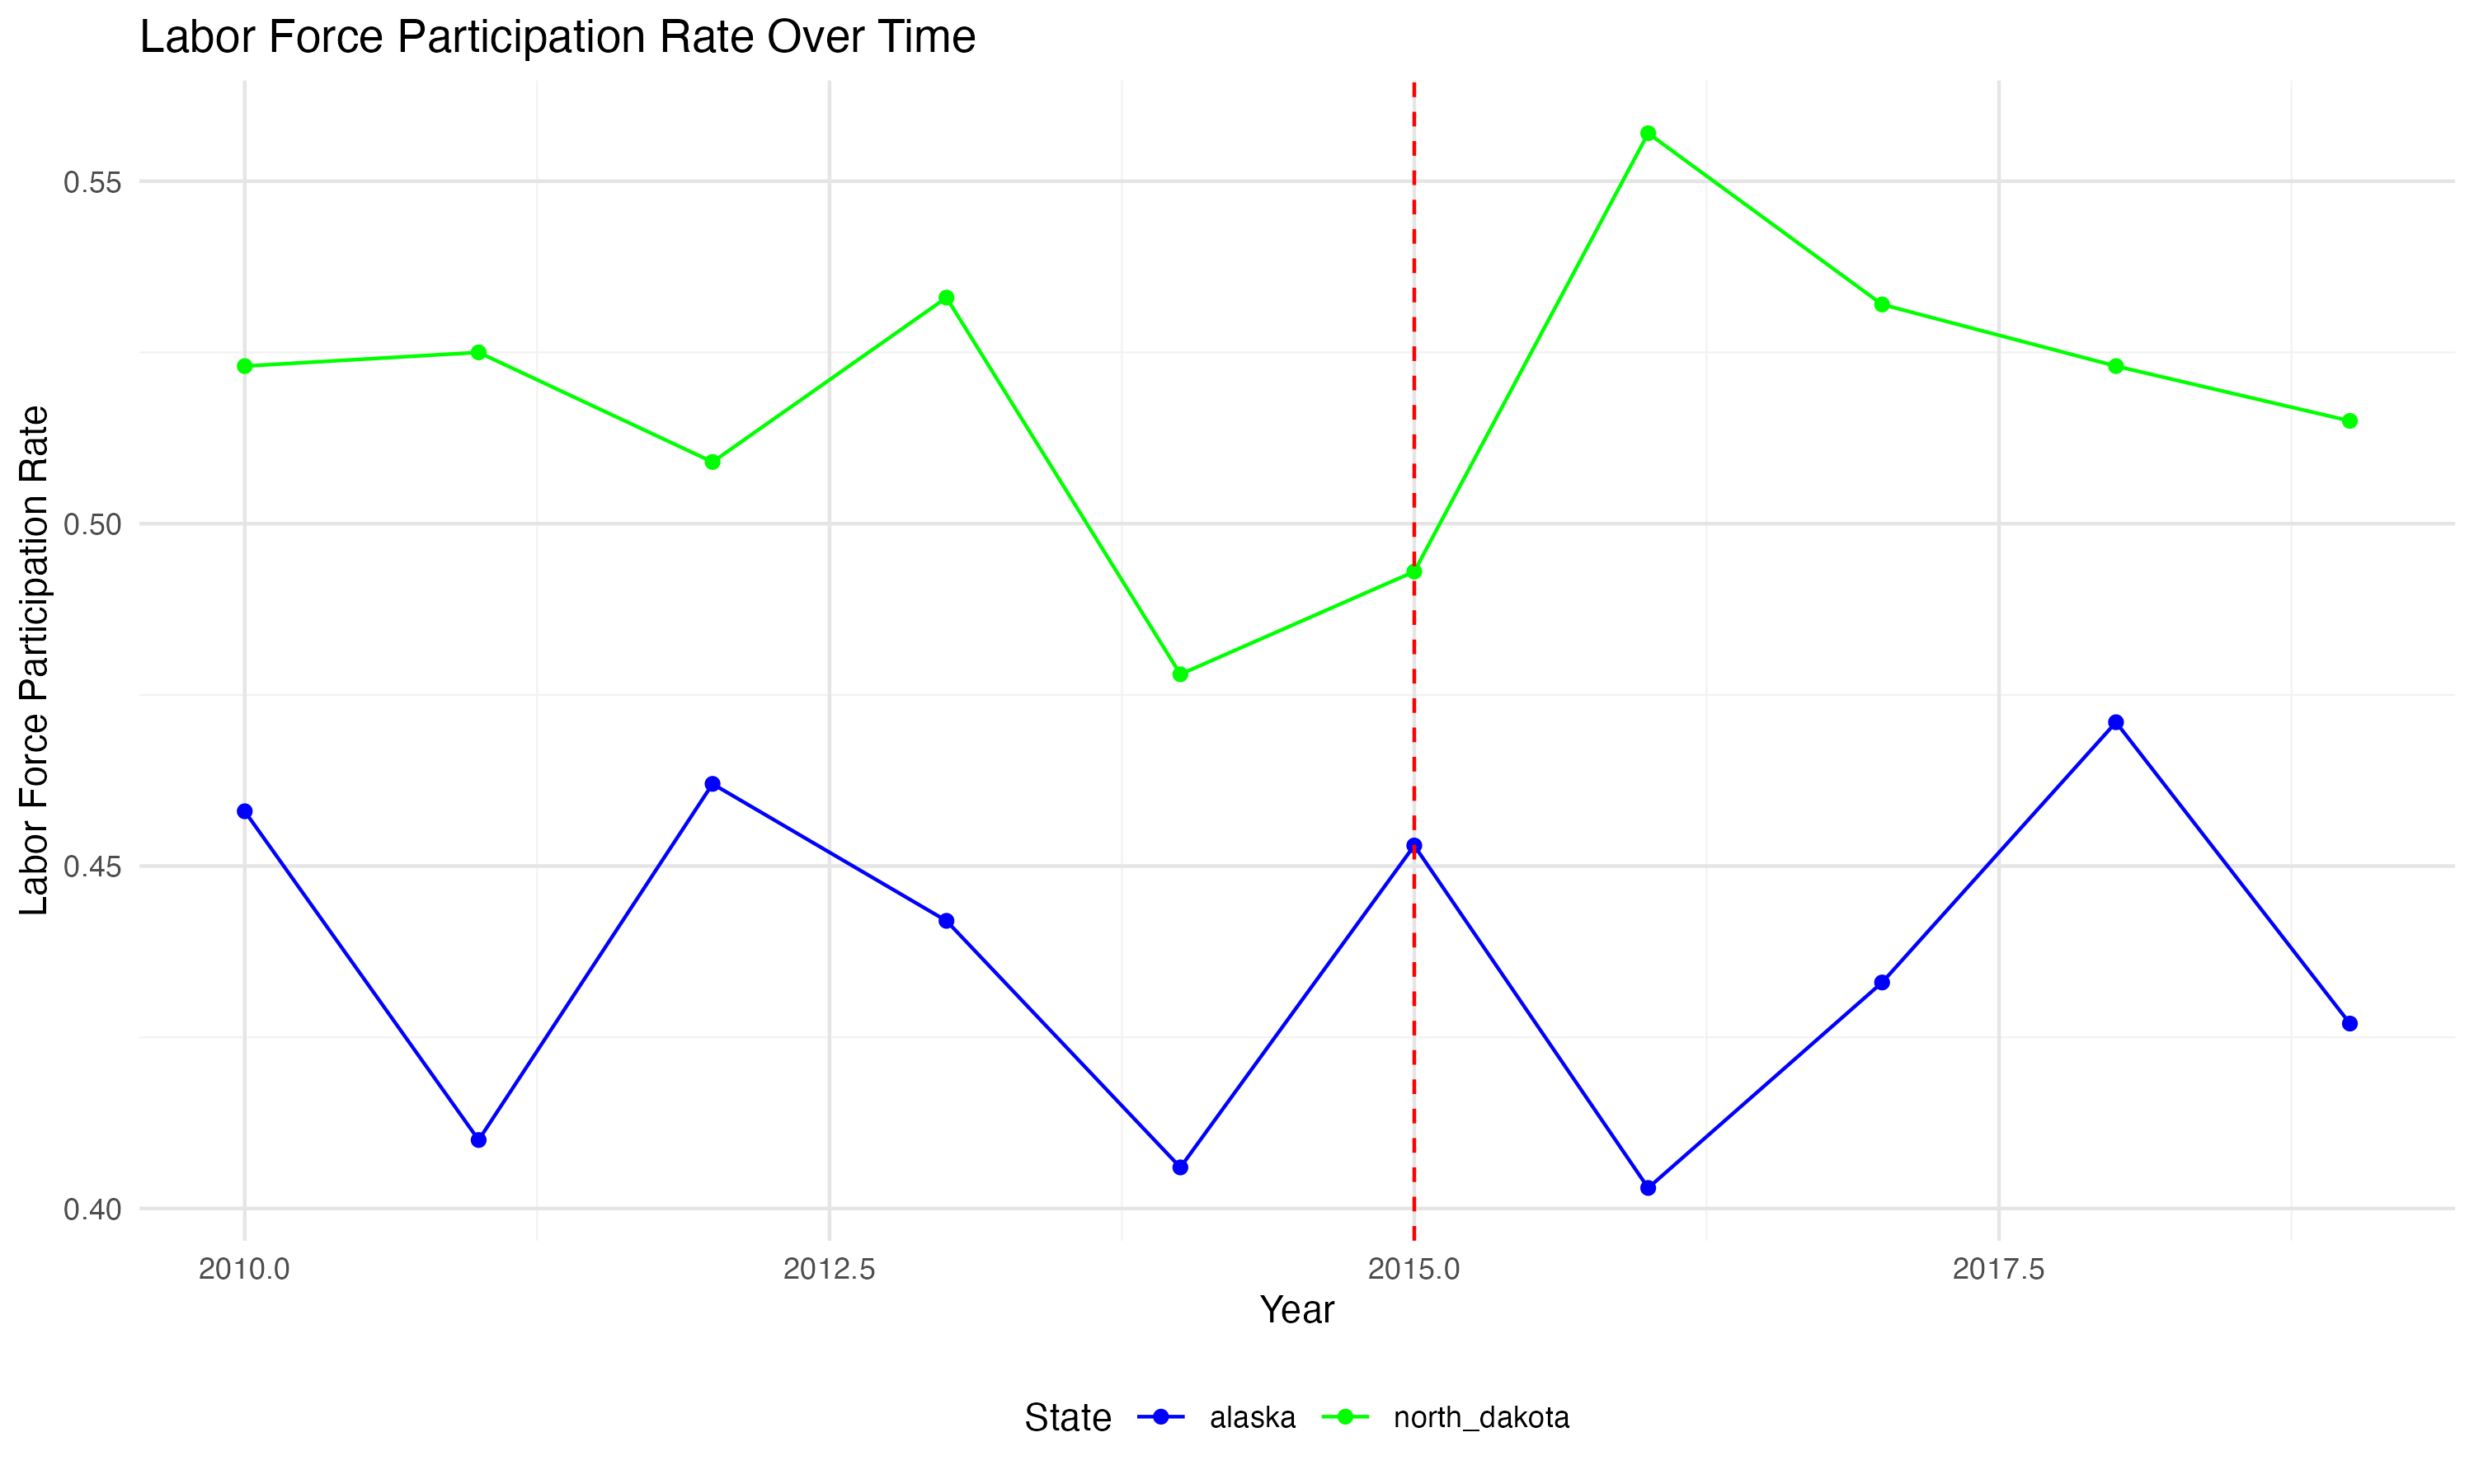 Labor Force Participation Rate Over Time
Labor Force Participation Rate
0.55
0.50
0.45
0.40
2010.0 2012.5 2015.0 2017.5
Year
State alaska north_dakota